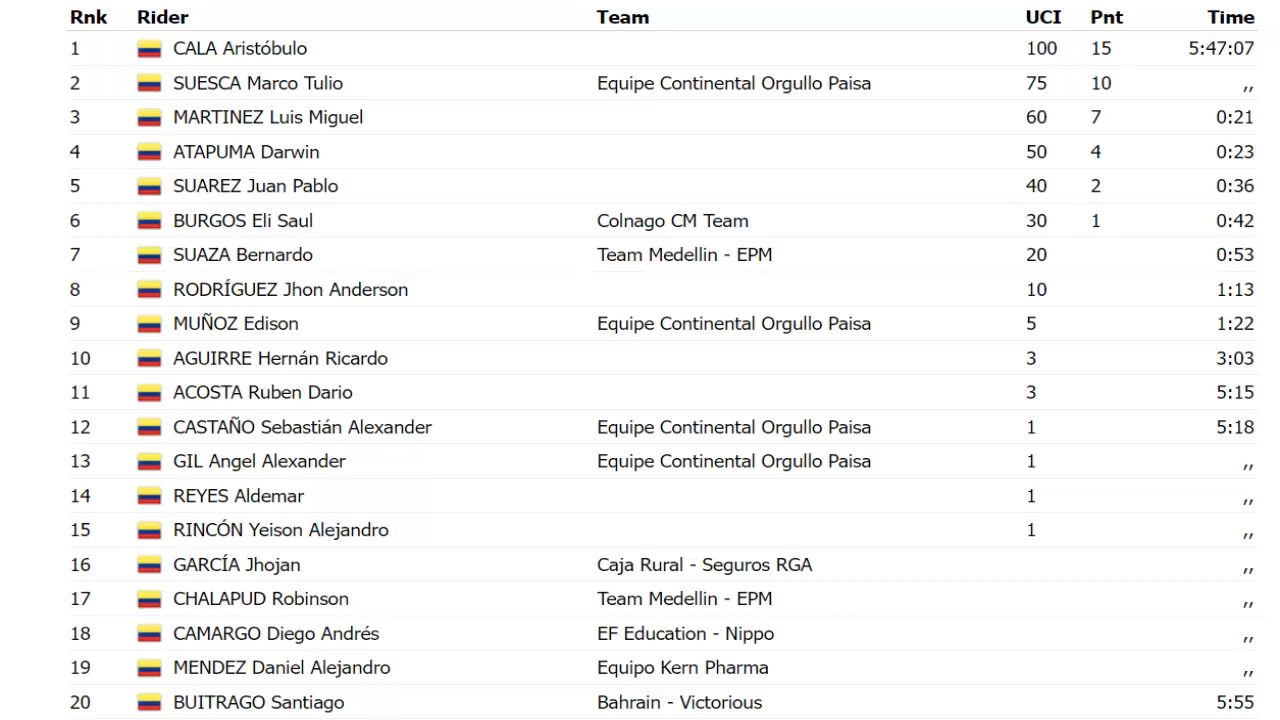 Rnk Rider Team UCI Pnt Time
1 CALA Aristóbulo 100 15 5:47:07
2 SUESCA Marco Tulio Equipe Continental Orgullo Paisa 75 10 ,,
3 MARTINEZ Luis Miguel 60 7 0:21
4 ATAPUMA Darwin 50 4 0:23
5 SUAREZ Juan Pablo 40 2 0:36
6 BURGOS Eli Saul Colnago CM Team 30 1 0:42
7 SUAZA Bernardo Team Medellin - EPM 20 0:53
8 RODRÍGUEZ Jhon Anderson 10 1:13
9 MUÑOZ Edison Equipe Continental Orgullo Paisa 5 1:22
10 AGUIRRE Hernán Ricardo 3 3:03
11 ACOSTA Ruben Dario 3 5:15
12 CASTAÑO Sebastián Alexander Equipe Continental Orgullo Paisa 1 5:18
13 GIL Angel Alexander Equipe Continental Orgullo Paisa 1 ,,
14 REYES Aldemar 1 ,,
15 RINCÓN Yeison Alejandro 1 ,,
16 GARCÍA Jhojan Caja Rural - Seguros RGA ,,
17 CHALAPUD Robinson Team Medellin - EPM ,,
18 CAMARGO Diego Andrés EF Education - Nippo ,,
19 MENDEZ Daniel Alejandro Equipo Kern Pharma ,,
20 BUITRAGO Santiago Bahrain - Victorious 5:55